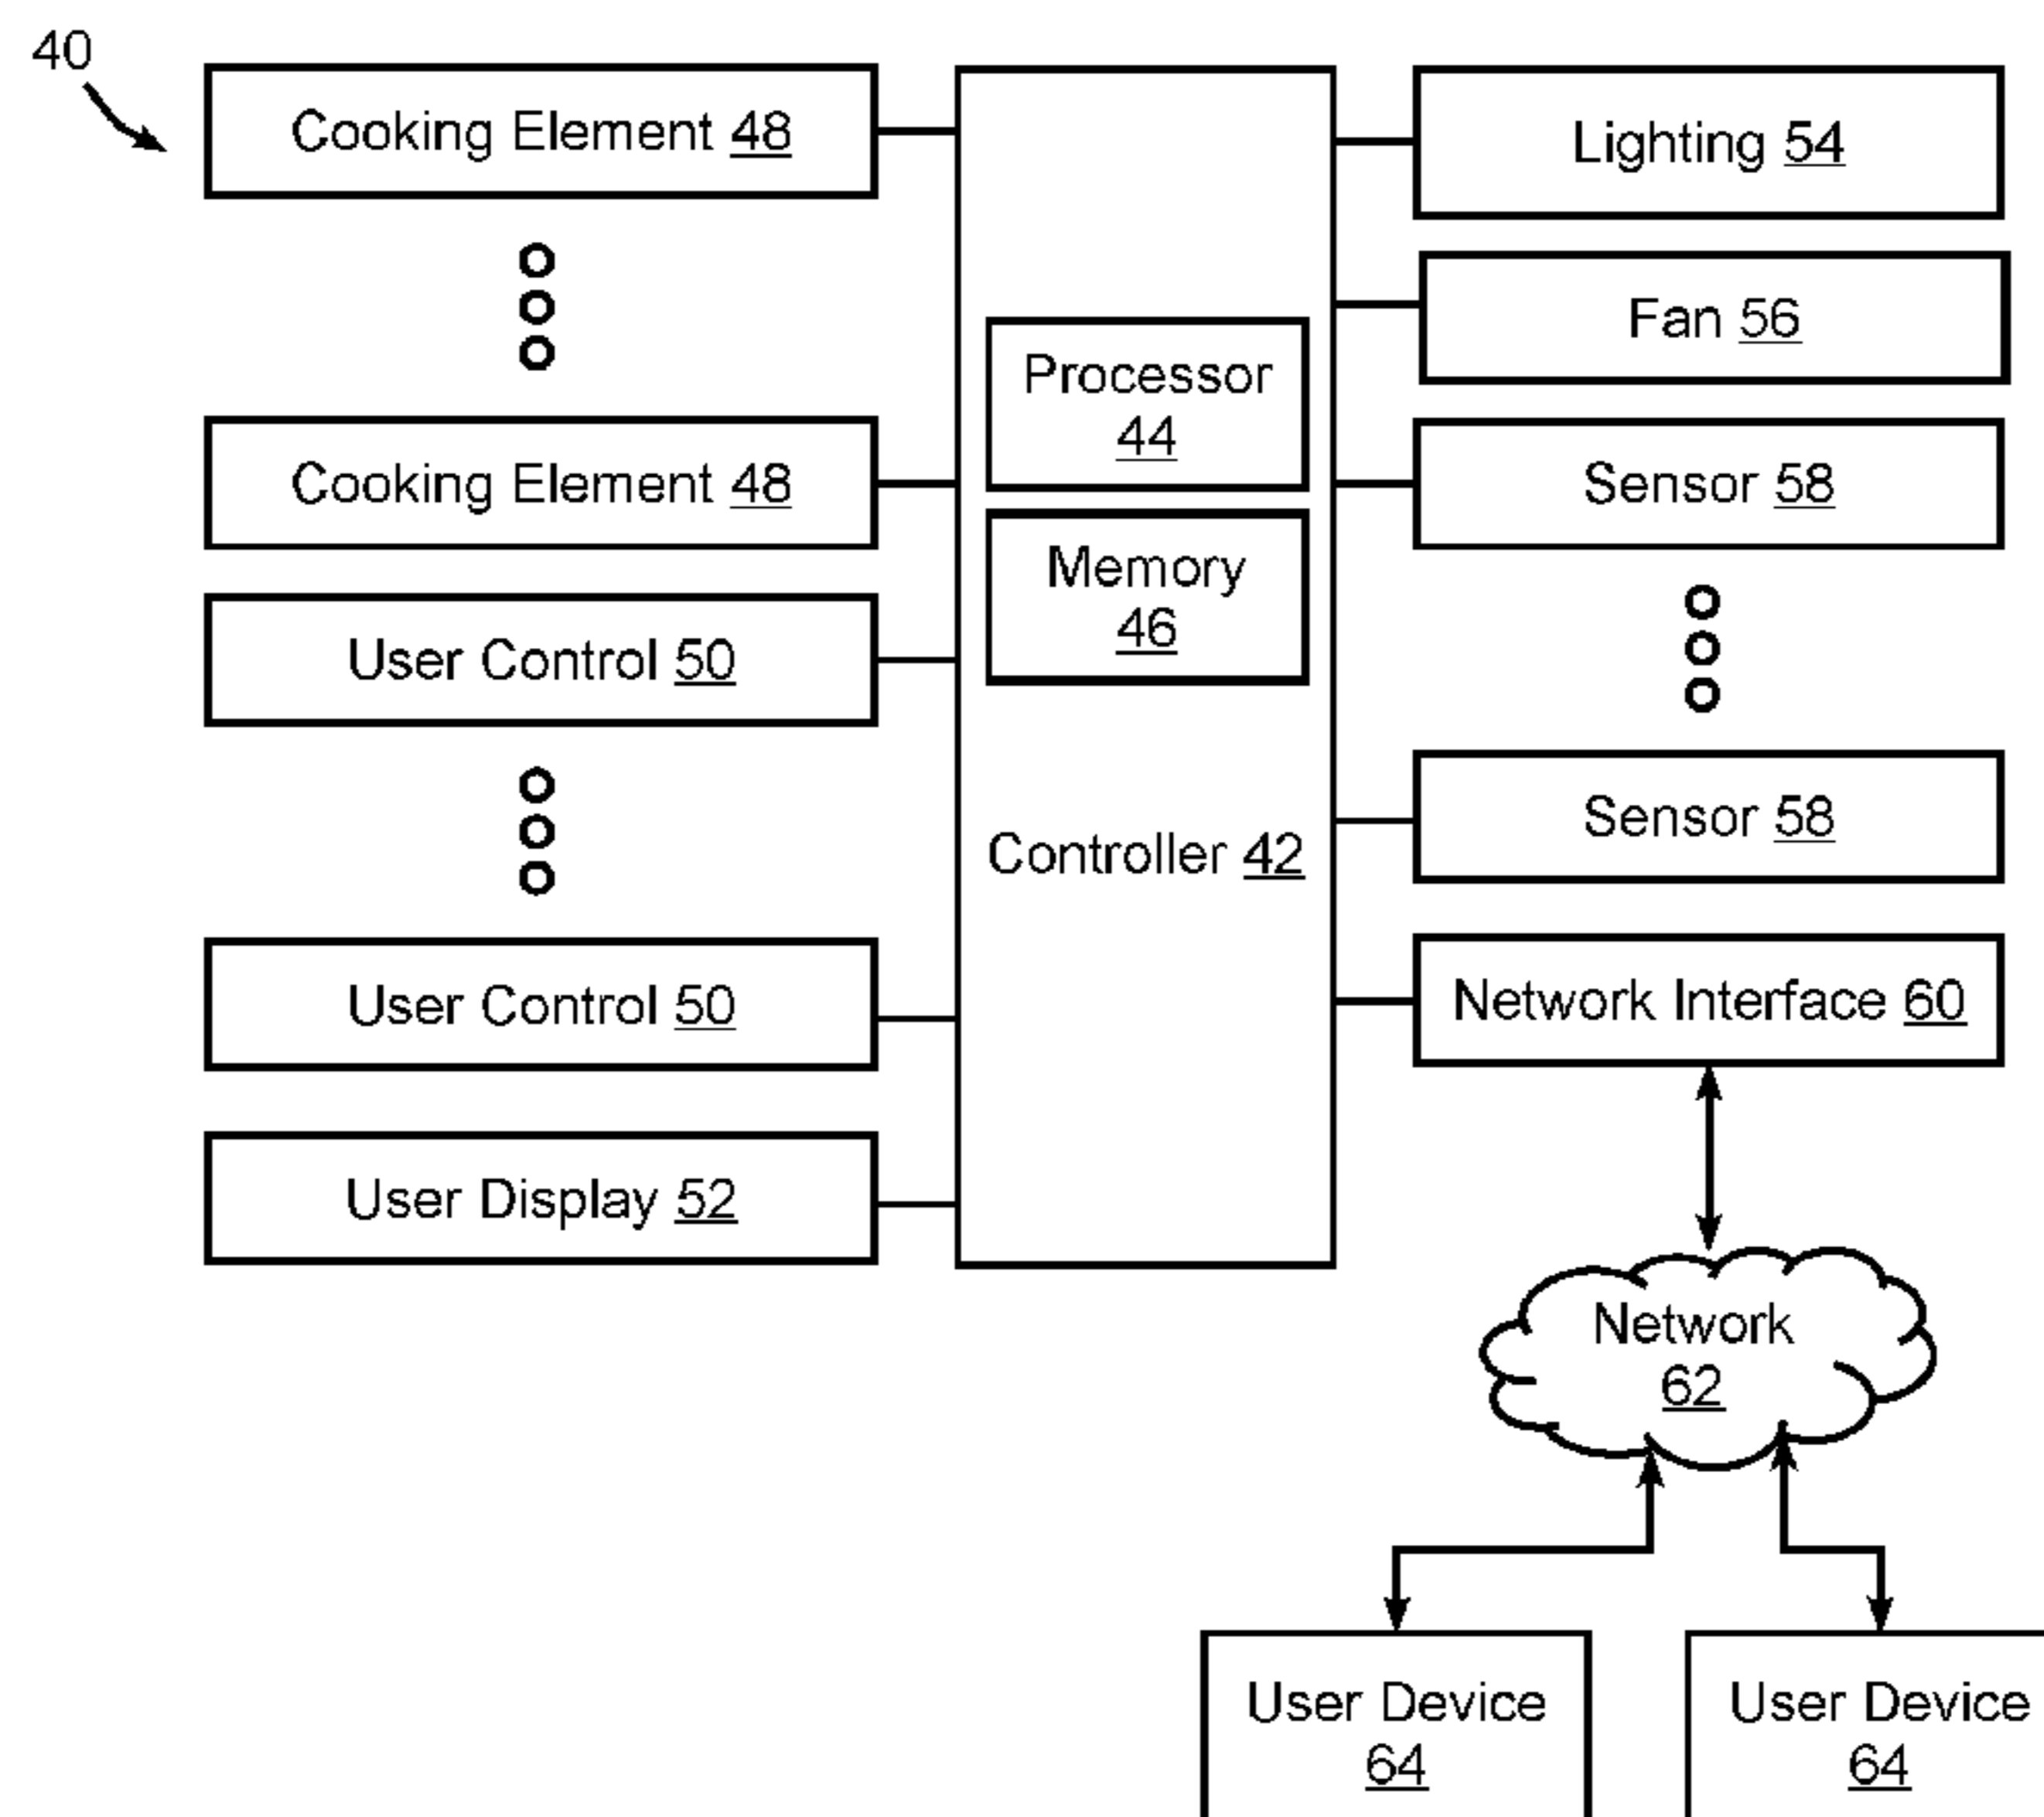 40
Cooking Element 48
Cooking Element 48
User Control 50
User Control 50
User Display 52
Processor
44
Memory
46
Controller 42
Lighting 54
Fan 56
Sensor 58
Sensor 58
Network Interface 60
Network
62
User Device
64
User Device
64